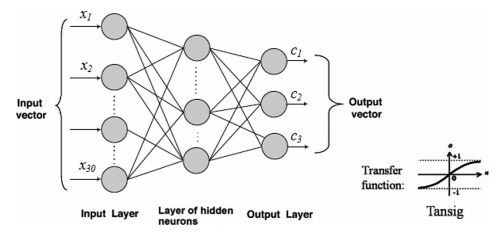 x1
x2
x30
Input
vector
c1
c2
c3
Output
vector
Input Layer
Layer of hidden
neurons
Output Layer
Transfer
function:
a
+1
n
0
-1
Tansig